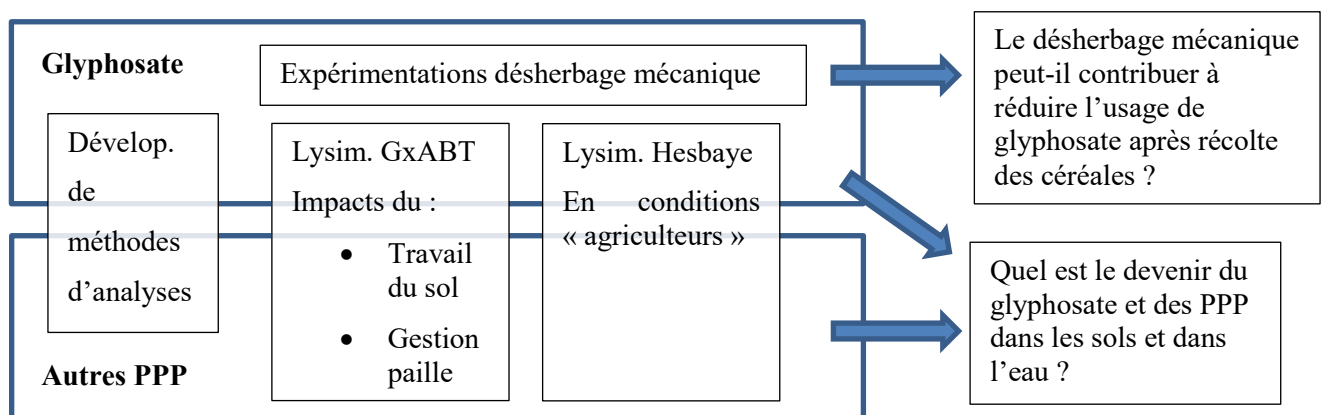 Glyphosate
Expérimentations désherbage mécanique
Dévelop.
de
méthodes
d’analyses
Lysim. GxABT
Impacts du :
• Travail
du sol
• Gestion
paille
Lysim. Hesbaye
En conditions
« agriculteurs »
Autres PPP
Le désherbage mécanique
peut-il contribuer à
réduire l’usage de
glyphosate après récolte
des céréales ?
Quel est le devenir du
glyphosate et des PPP
dans les sols et dans
l’eau ?